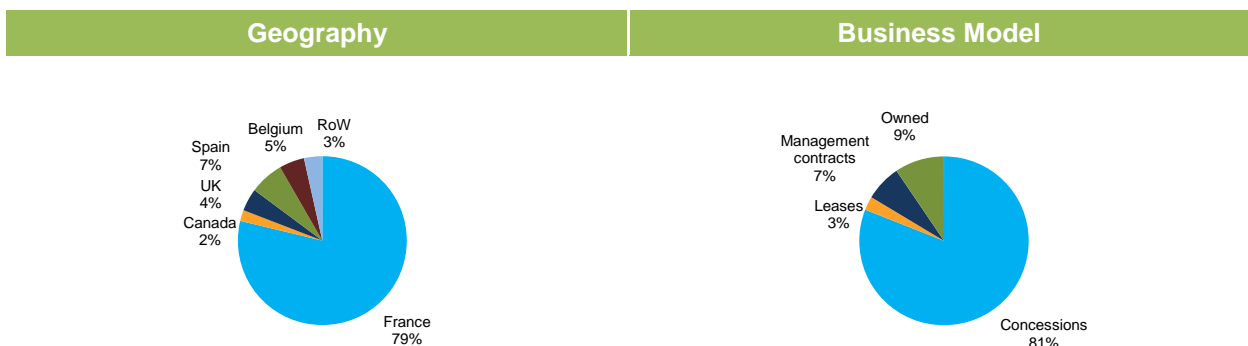 Geography
Business Model
RoW
3%
Belgium
5%
Spain
7%
UK
4%
Canada
2%
France
79%
Owned
9%
Management
contracts
7%
Leases
3%
Concessions
81%